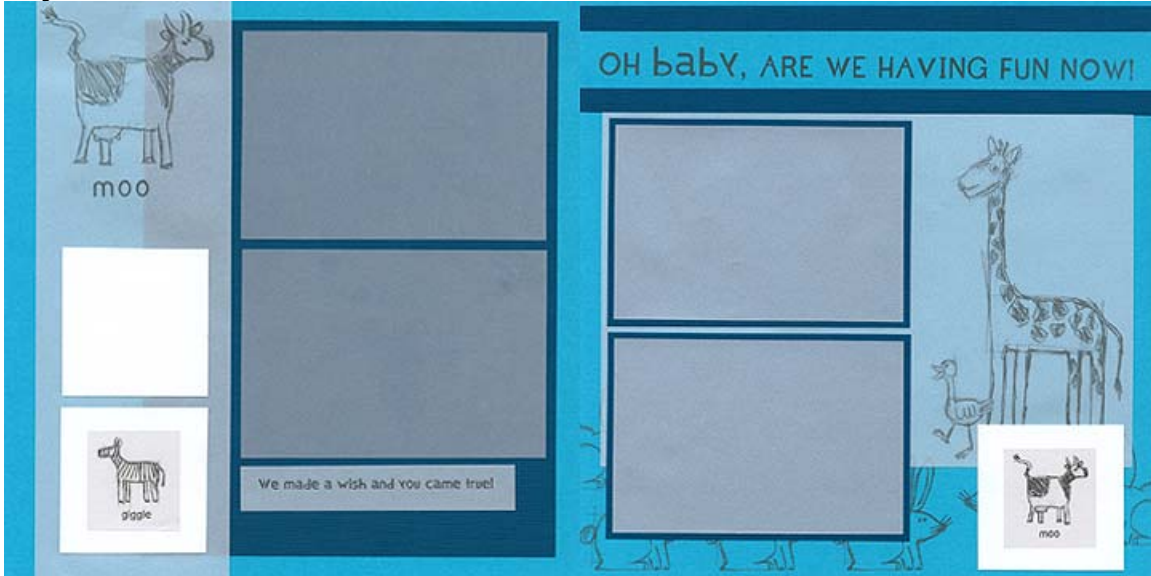 moo
giggle
We made a wish and you came true!
OH baby, ARE WE HAVING FUN NOW!
moo